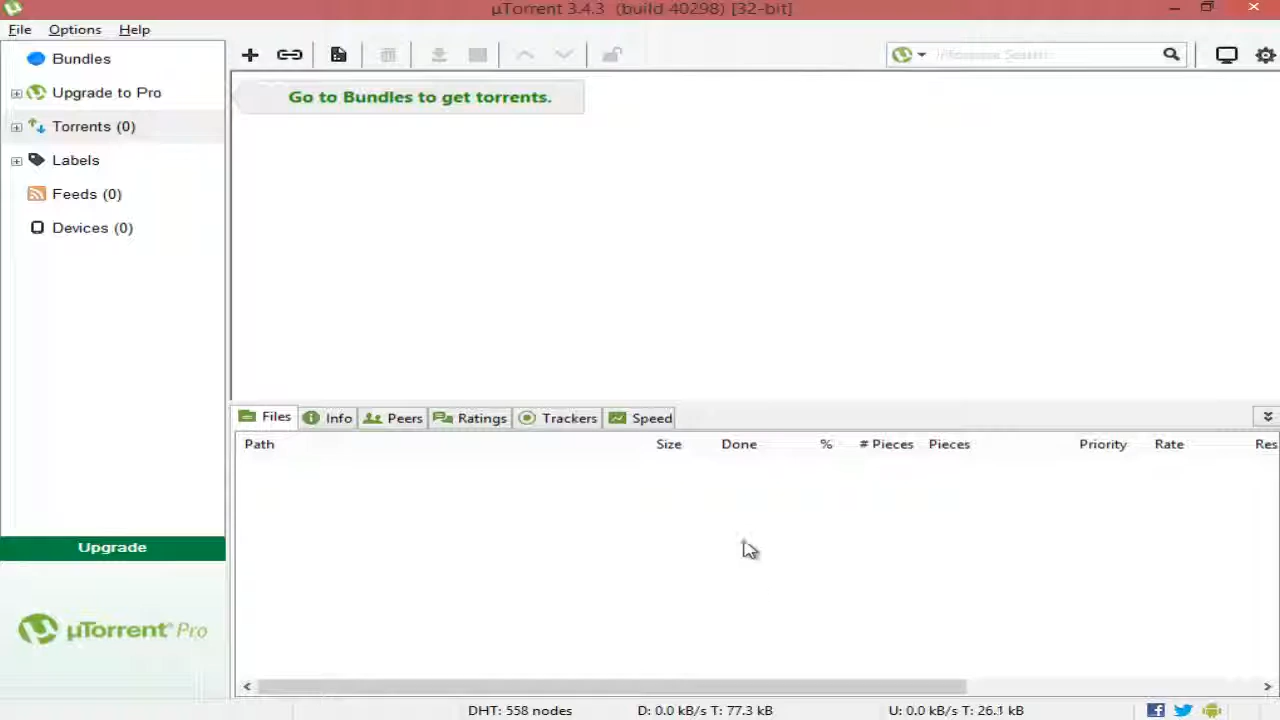 µTorrent 3.4.3 (build 40298) [32-bit]
File Options Help
Bundles
Upgrade to Pro
Torrents (0)
Labels
Feeds (0)
Devices (0)
Upgrade
µTorrent® Pro
Go to Bundles to get torrents.
Files Info Peers Ratings Trackers Speed
Path Size Done % # Pieces Pieces Priority Rate Res
DHT: 558 nodes D: 0.0 kB/s T: 77.3 kB U: 0.0 kB/s T: 26.1 kB